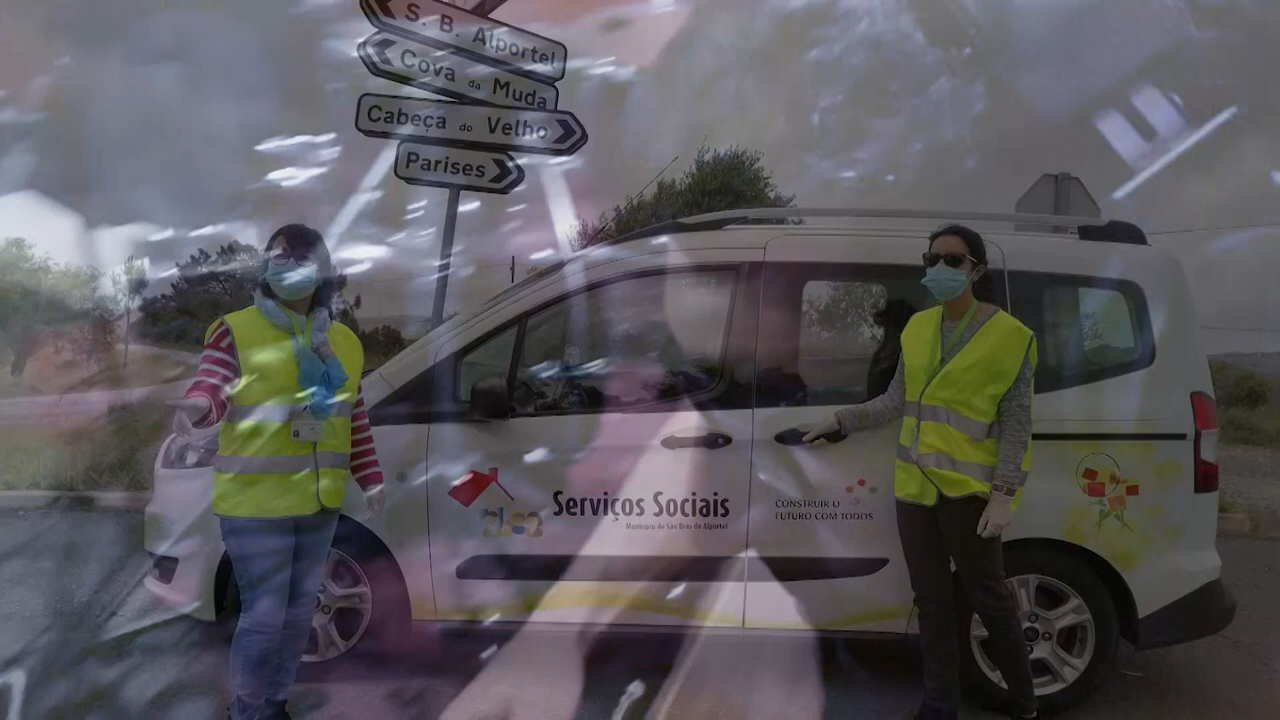 S. B. Alportel
Cova da Muda
Cabeça do Velho
Parises
Serviços Sociais
Município de São Brás de Alportel
CONSTRUIR O
FUTURO COM TODOS